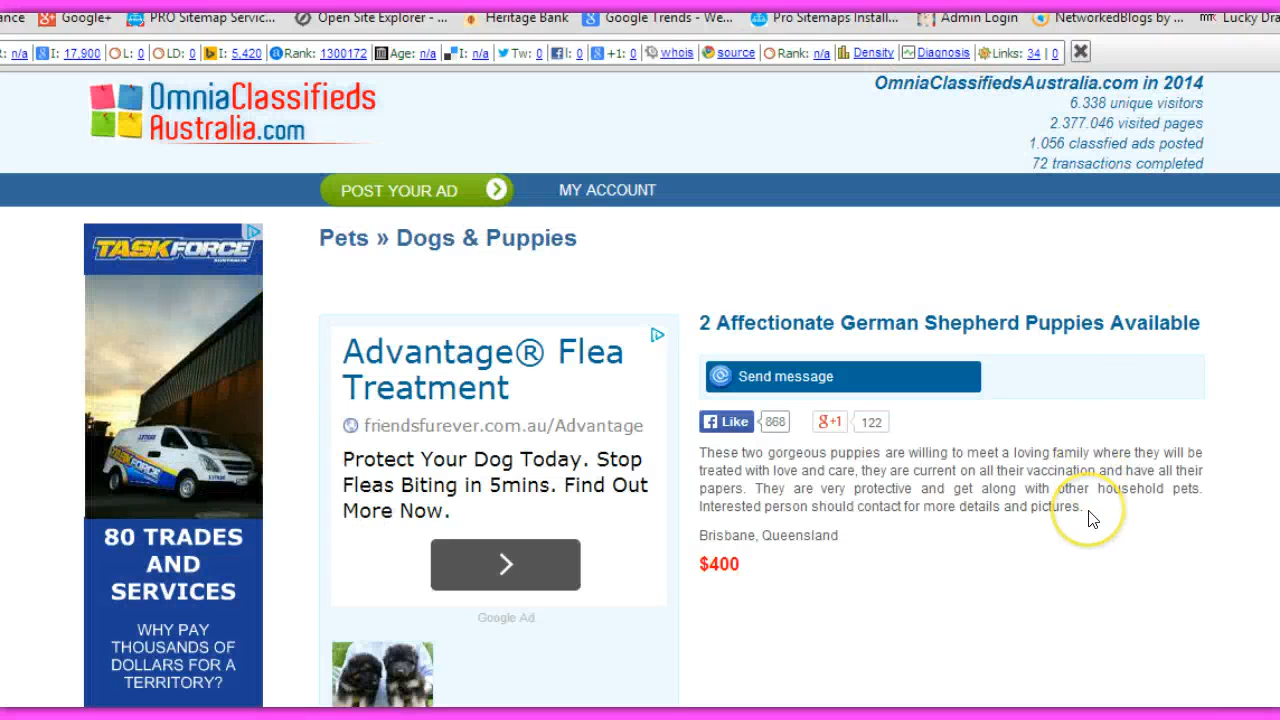 ance Google+ PRO Sitemap Servic... Open Site Explorer - ... Heritage Bank Google Trends - We... Pro Sitemaps Install... Admin Login NetworkedBlogs by ... Lucky Dra
: n/a I: 17,900 L: 0 LD: 0 I: 5,420 Rank: 1300172 Age: n/a I: n/a Tw: 0 l: 0 +1: 0 whois source Rank: n/a Density Diagnosis Links: 34 | 0
OmniaClassifieds
Australia.com
OmniaClassifiedsAustralia.com in 2014
6.338 unique visitors
2.377.046 visited pages
1.056 classfied ads posted
72 transactions completed
POST YOUR AD MY ACCOUNT
TASKFORCE
AUSTRALIA
80 TRADES
AND
SERVICES
WHY PAY
THOUSANDS OF
DOLLARS FOR A
TERRITORY?
Pets » Dogs & Puppies
Advantage® Flea
Treatment
friendsfurever.com.au/Advantage
Protect Your Dog Today. Stop
Fleas Biting in 5mins. Find Out
More Now.
Google Ad
2 Affectionate German Shepherd Puppies Available
Send message
Like 868 +1 122
These two gorgeous puppies are willing to meet a loving family where they will be
treated with love and care, they are current on all their vaccination and have all their
papers. They are very protective and get along with other household pets.
Interested person should contact for more details and pictures.
Brisbane, Queensland
$400